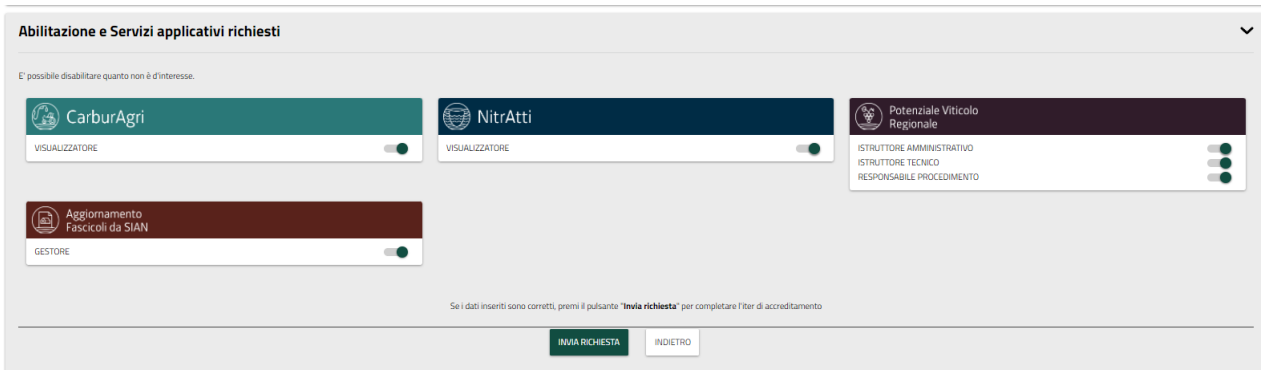 Abilitazione e Servizi applicativi richiesti
E' possibile disabilitare quanto non è d'interesse.
CarburAgri
VISUALIZZATORE
NitrAtti
VISUALIZZATORE
Potenziale Viticolo
Regionale
ISTRUTTORE AMMINISTRATIVO
ISTRUTTORE TECNICO
RESPONSABILE PROCEDIMENTO
Aggiornamento
Fascicoli da SIAN
GESTORE
Se i dati inseriti sono corretti, premi il pulsante "Invia richiesta" per completare l'iter di accreditamento
INVIA RICHIESTA
INDIETRO